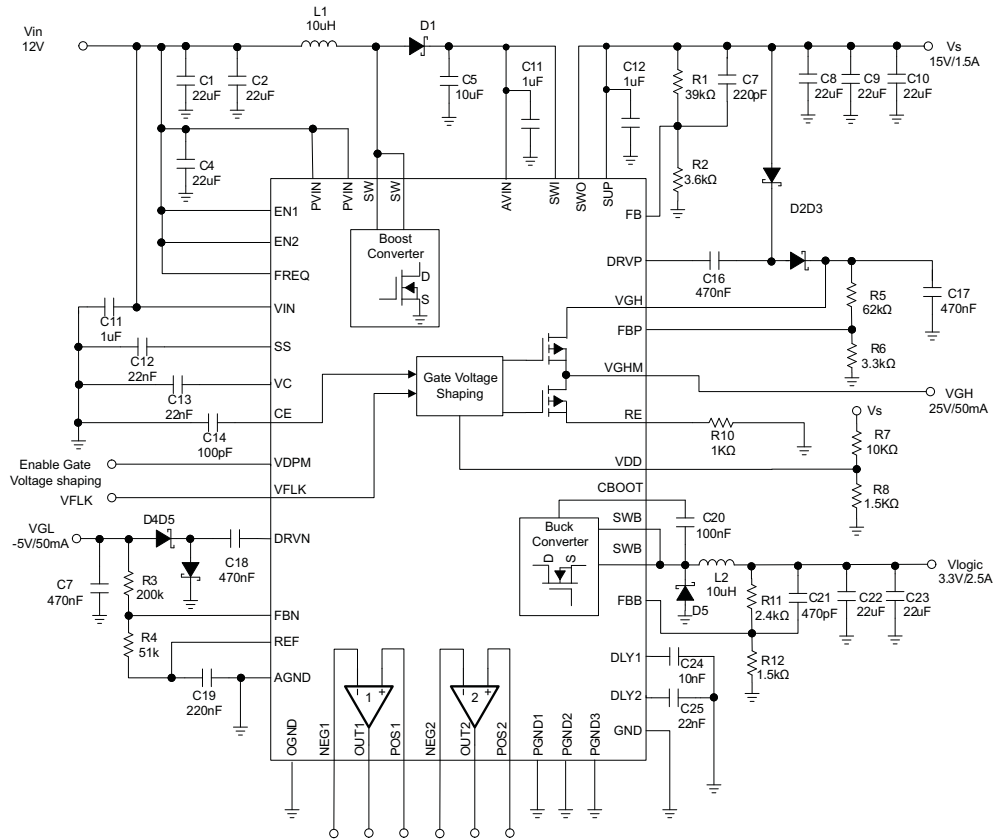 Vin
12V
L1
10uH
D1
C1
22uF
C2
22uF
C5
10uF
C11
1uF
C12
1uF
R1
39kΩ
C7
220pF
C8
22uF
C9
22uF
C10
22uF
Vs
15V/1.5A
C4
22uF
R2
3.6kΩ
D2D3
PVIN
PVIN
SW
SW
AVIN
SWI
SWO
SUP
FB
EN1
EN2
FREQ
VIN
SS
VC
CE
VDPM
VFLK
DRVN
FBN
REF
AGND
Boost
Converter
D
S
DRVP
VGH
FBP
VGHM
RE
VDD
CBOOT
SWB
SWB
FBB
DLY1
DLY2
GND
C16
470nF
R5
62kΩ
C17
470nF
R6
3.3kΩ
C11
1uF
C12
22nF
C13
22nF
C14
100pF
Gate Voltage
Shaping
VGH
25V/50mA
R10
1KΩ
Vs
R7
10KΩ
R8
1.5KΩ
Enable Gate
Voltage shaping
VFLK
VGL
-5V/50mA
D4D5
C18
470nF
C7
470nF
R3
200k
R4
51k
C19
220nF
Buck
Converter
D
S
C20
100nF
L2
10uH
D5
Vlogic
3.3V/2.5A
R11
2.4kΩ
C21
470pF
C22
22uF
C23
22uF
R12
1.5kΩ
C24
10nF
C25
22nF
-
+
1
-
+
2
OGND
NEG1
OUT1
POS1
NEG2
OUT2
POS2
PGND1
PGND2
PGND3